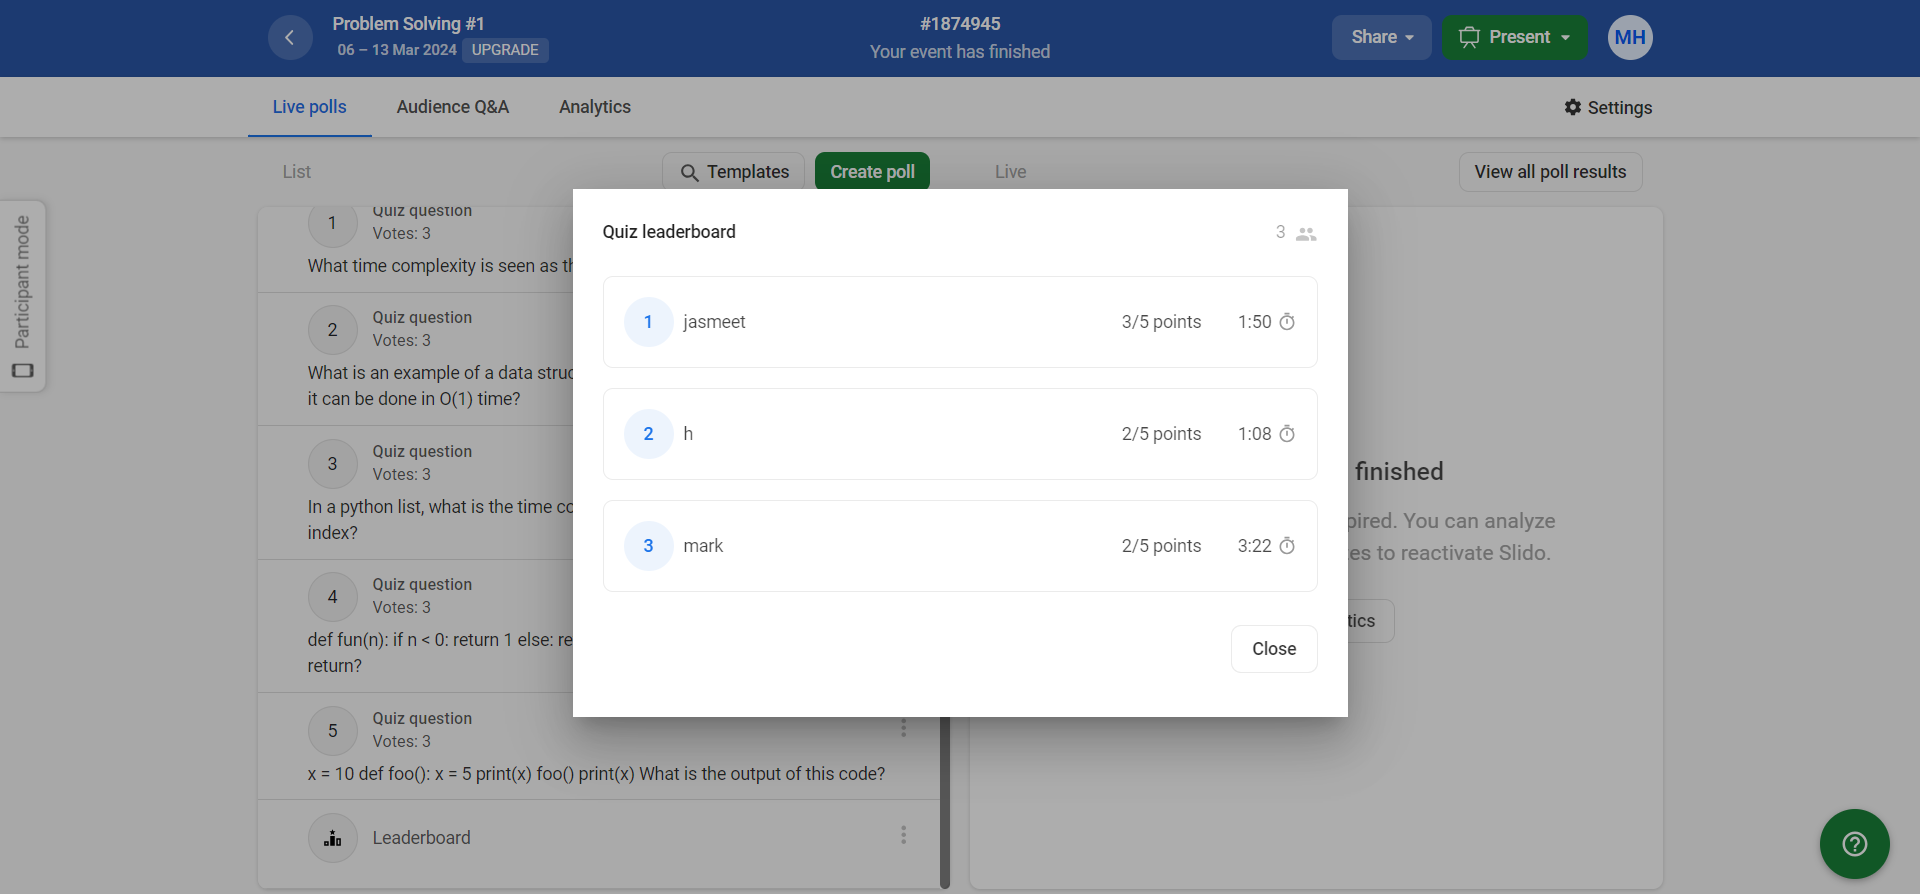 Problem Solving #1
06 – 13 Mar 2024 UPGRADE
#1874945
Your event has finished
Share
Present
MH
Live polls
Audience Q&A
Analytics
Settings
Participant mode
List
Templates
Create poll
Live
View all poll results
1
Quiz question
Votes: 3
What time complexity is seen as
2
Quiz question
Votes: 3
What is an example of a data
it can be done in O(1) time?
3
Quiz question
Votes: 3
In a python list, what is the time
index?
4
Quiz question
Votes: 3
def fun(n): if n < 0: return 1 else:
return?
5
Quiz question
Votes: 3
x = 10 def foo(): x = 5 print(x) foo() print(x) What is the output of this code?
Leaderboard
Quiz leaderboard
3
1 jasmeet 3/5 points 1:50
2 h 2/5 points 1:08
3 mark 2/5 points 3:22
Close
finished
You can analyze
to reactivate Slido.